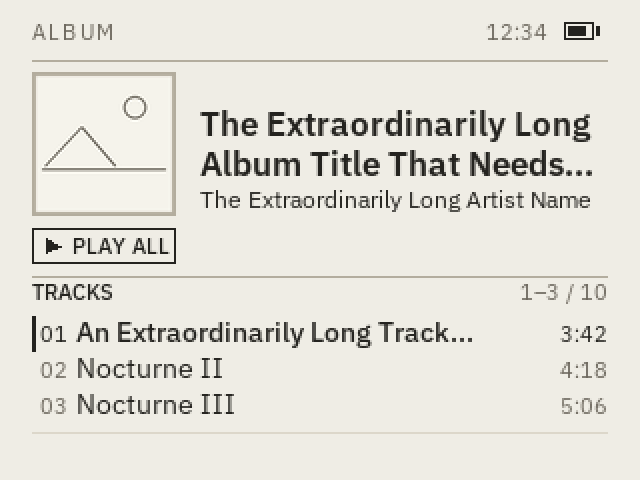 ALBUM 12:34
The Extraordinarily Long
Album Title That Needs...
The Extraordinarily Long Artist Name
PLAY ALL
TRACKS 1–3 / 10
01 An Extraordinarily Long Track... 3:42
02 Nocturne II 4:18
03 Nocturne III 5:06